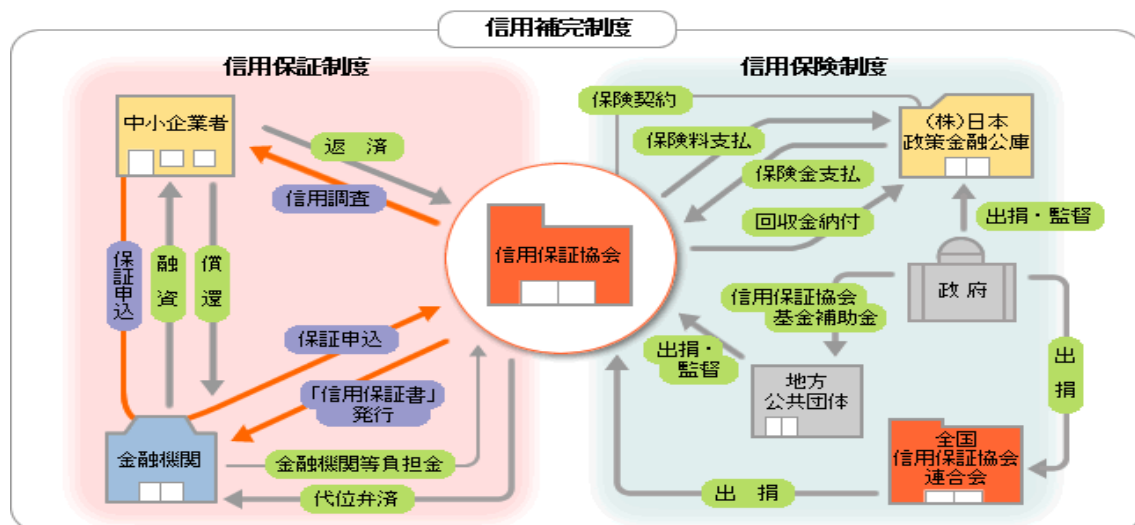 信用補完制度
信用保証制度
中小企業者
返 済
信用調査
保証申込
融資
償還
保証申込
「信用保証書」
発行
金融機関
金融機関等負担金
代位弁済
信用保証協会
信用保険制度
保険契約
保険料支払
保険金支払
回収金納付
(株)日本
政策金融公庫
出捐・監督
政府
信用保証協会
基金補助金
出捐・
監督
地方
公共団体
出捐
全国
信用保証協会
連合会
出 捐